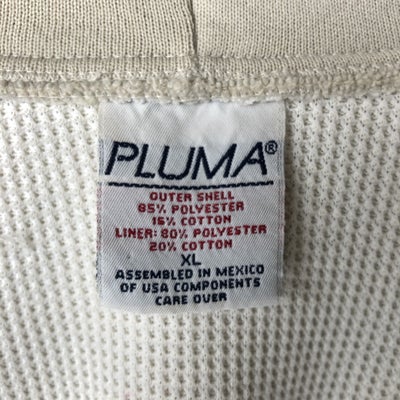 PLUMA®
OUTER SHELL
85% POLYESTER
15% COTTON
LINER: 80% POLYESTER
20% COTTON
XL
ASSEMBLED IN MEXICO
OF USA COMPONENTS
CARE OVER